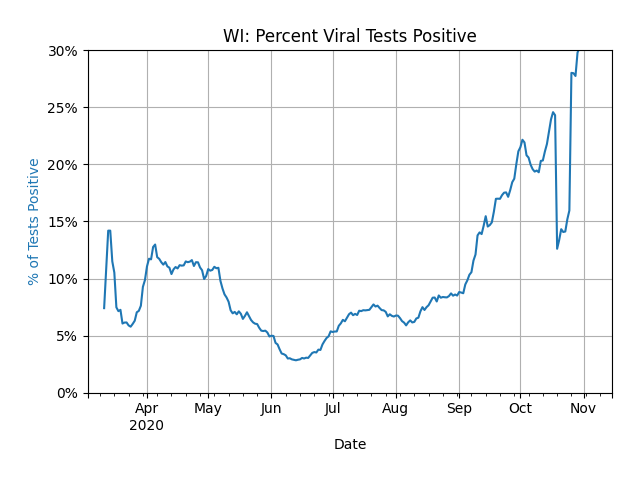 WI: Percent Viral Tests Positive
30%
25%
20%
15%
10%
5%
0%
% of Tests Positive
Apr May Jun Jul Aug Sep Oct Nov
2020
Date